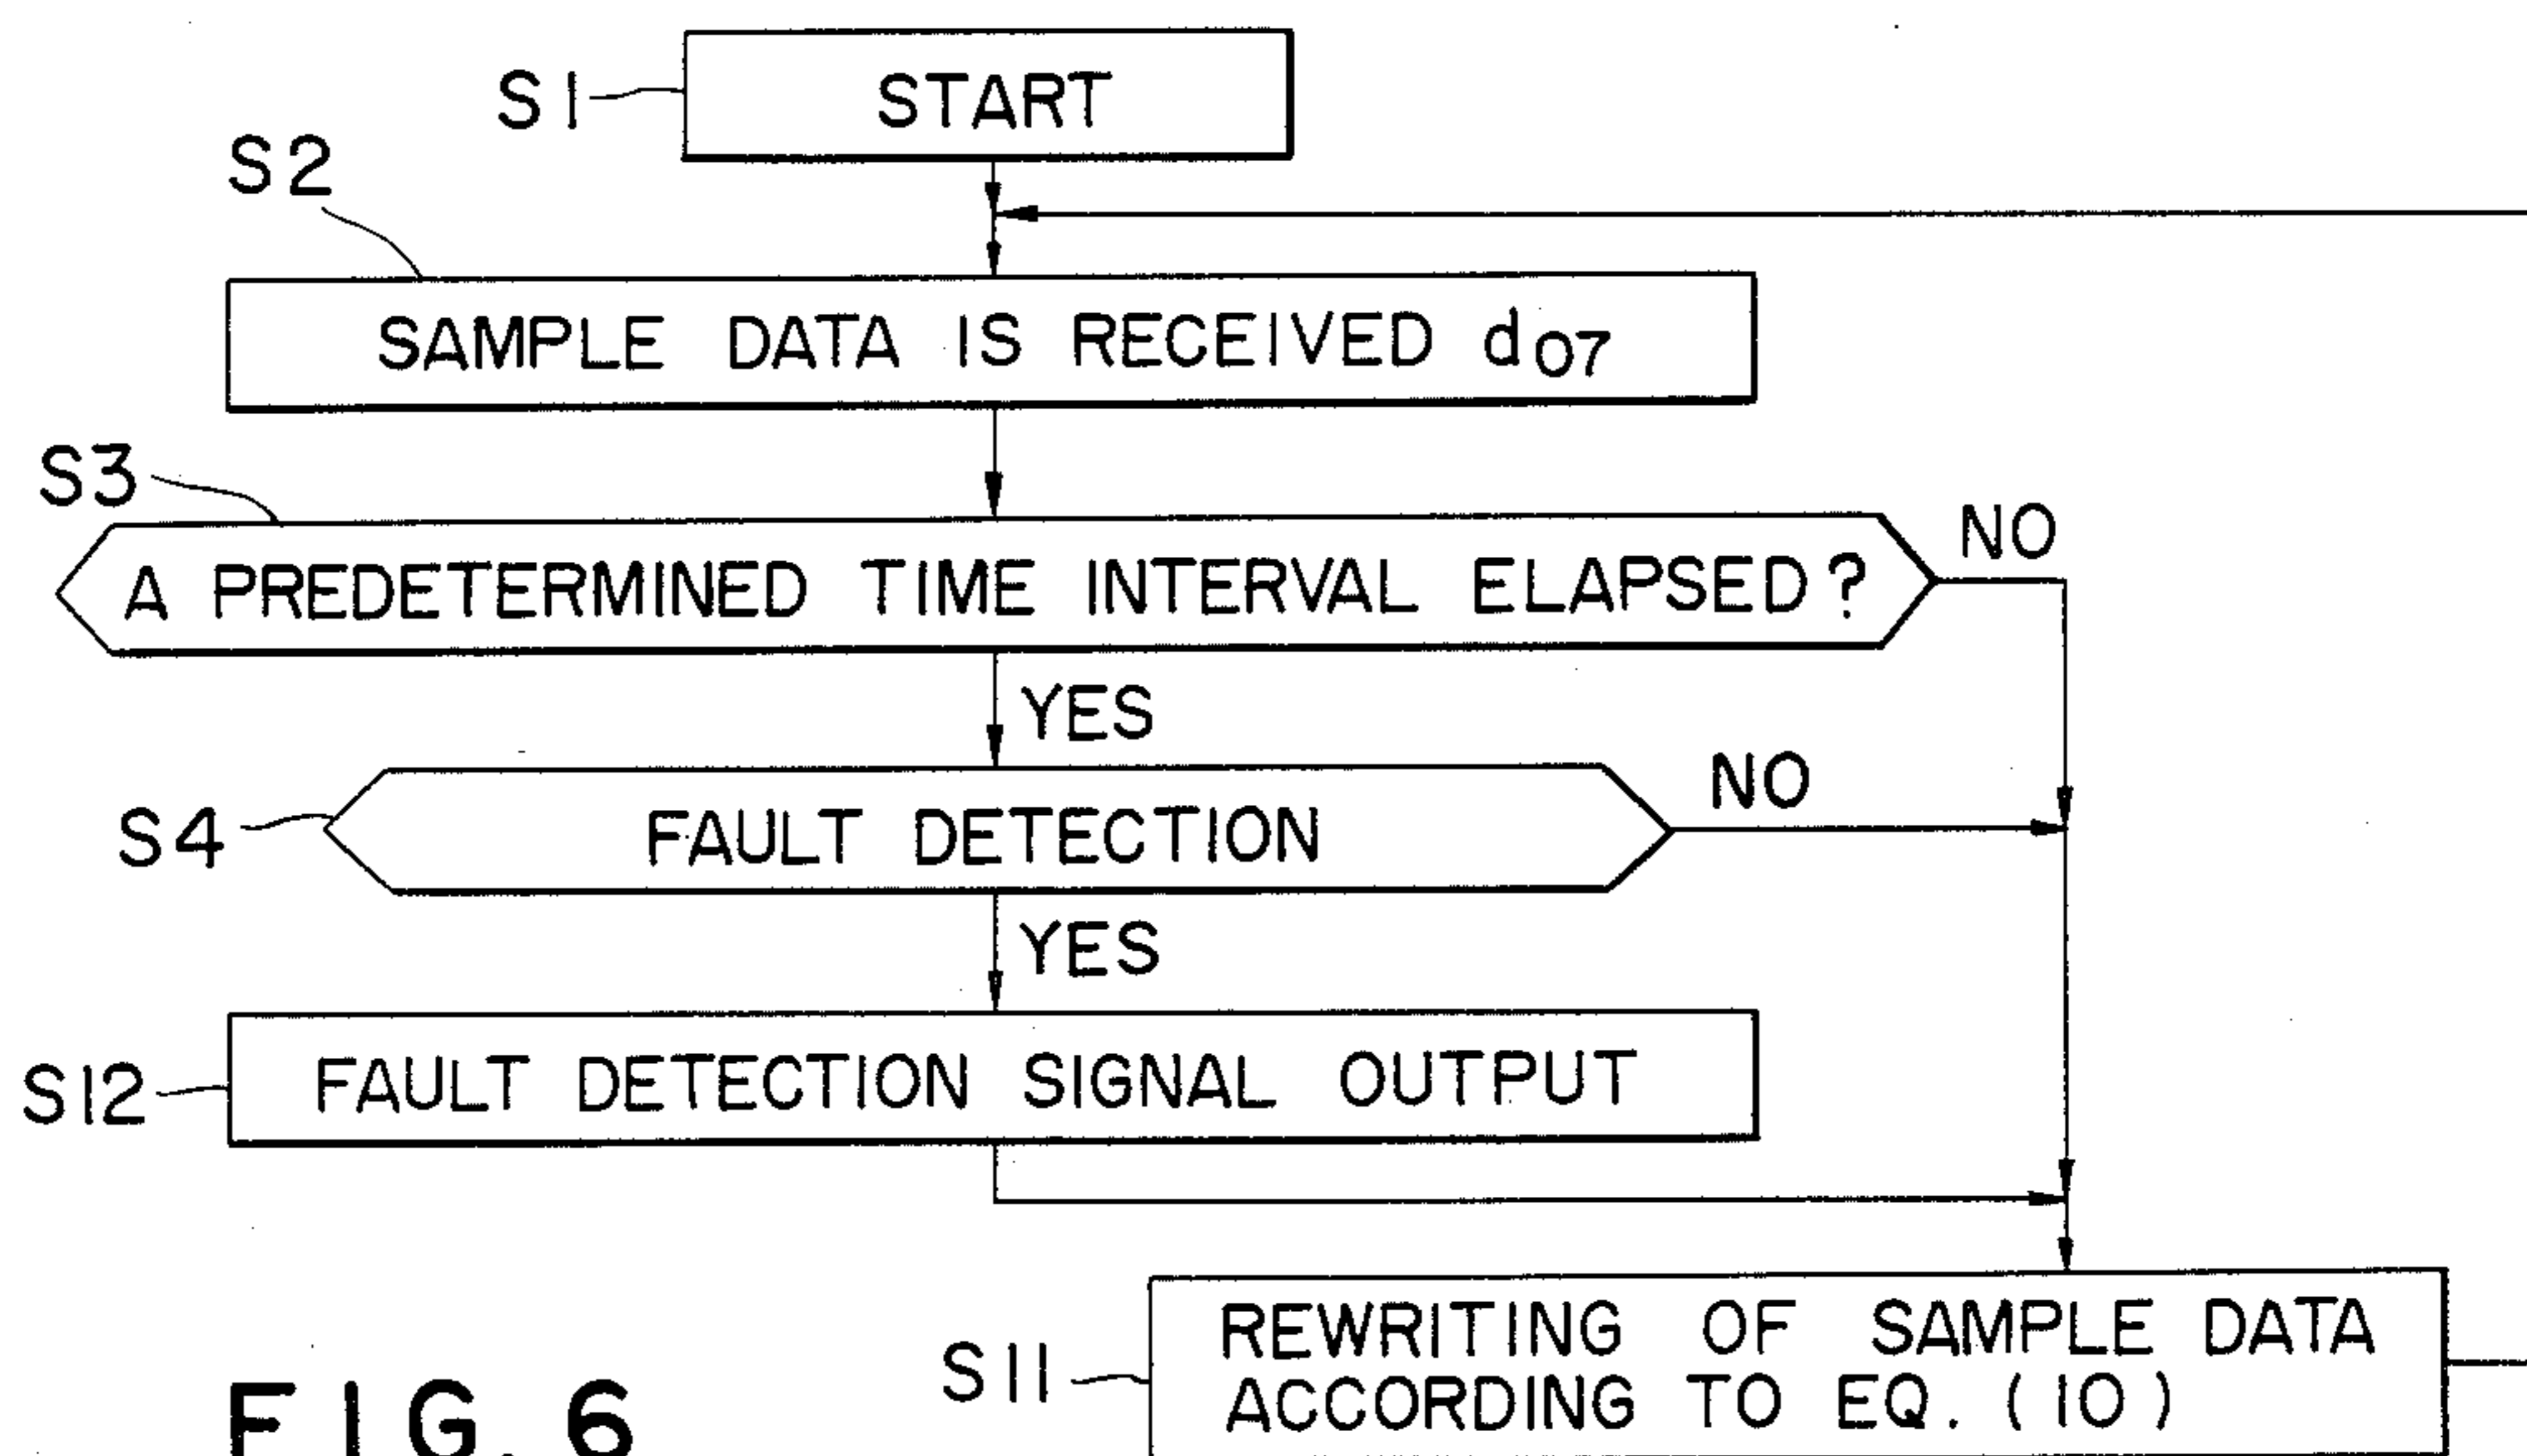 S1
START
S2
SAMPLE DATA IS RECEIVED d07
S3
A PREDETERMINED TIME INTERVAL ELAPSED?
NO
YES
S4
FAULT DETECTION
NO
YES
S12
FAULT DETECTION SIGNAL OUTPUT
S11
REWRITING OF SAMPLE DATA
ACCORDING TO EQ. (10)
FIG. 6